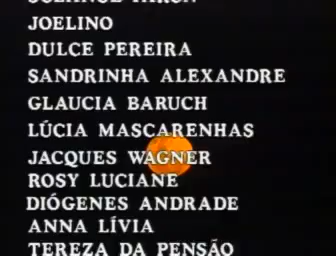 JOELINO
DULCE PEREIRA
SANDRINHA ALEXANDRE
GLAUCIA BARUCH
LÚCIA MASCARENHAS
JACQUES WAGNER
ROSY LUCIANE
DIÓGENES ANDRADE
ANNA LÍVIA
TEREZA DA PENSÃO